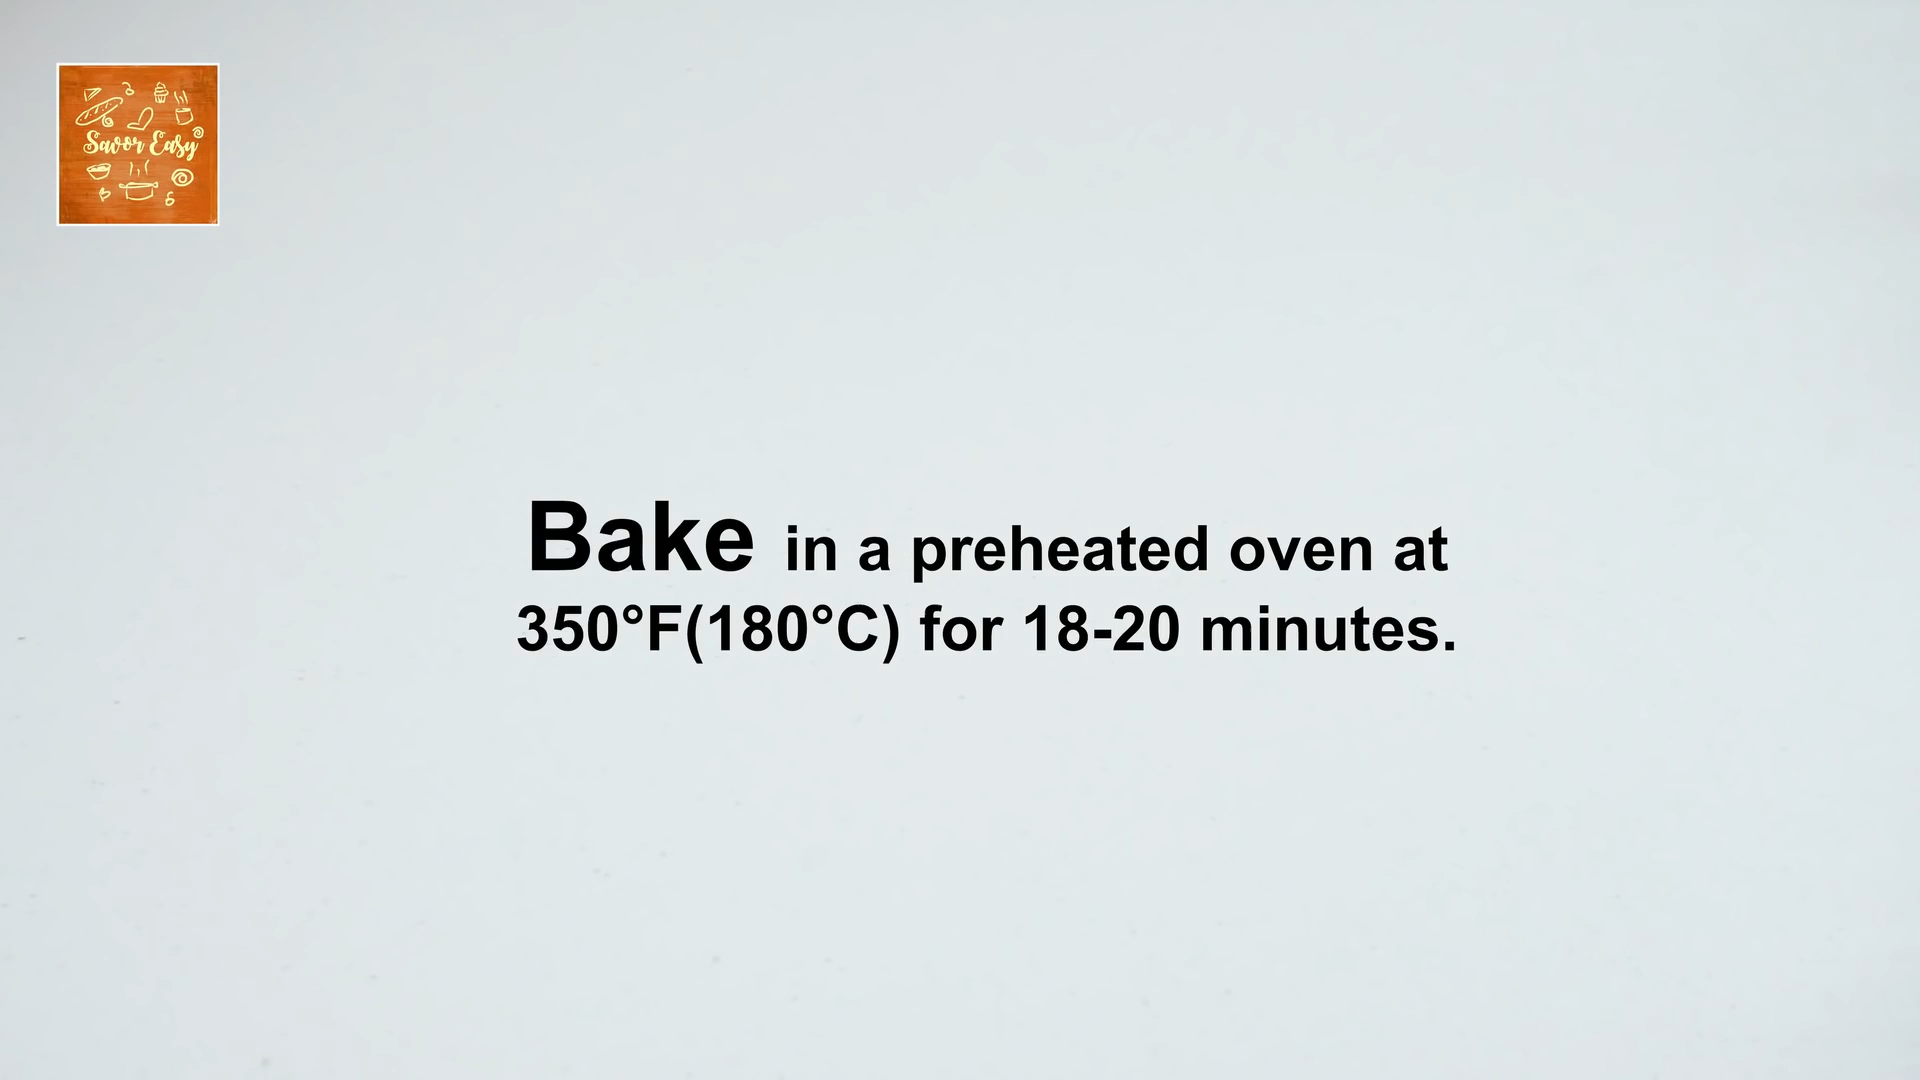 Savor Easy
Bake in a preheated oven at
350°F(180°C) for 18-20 minutes.